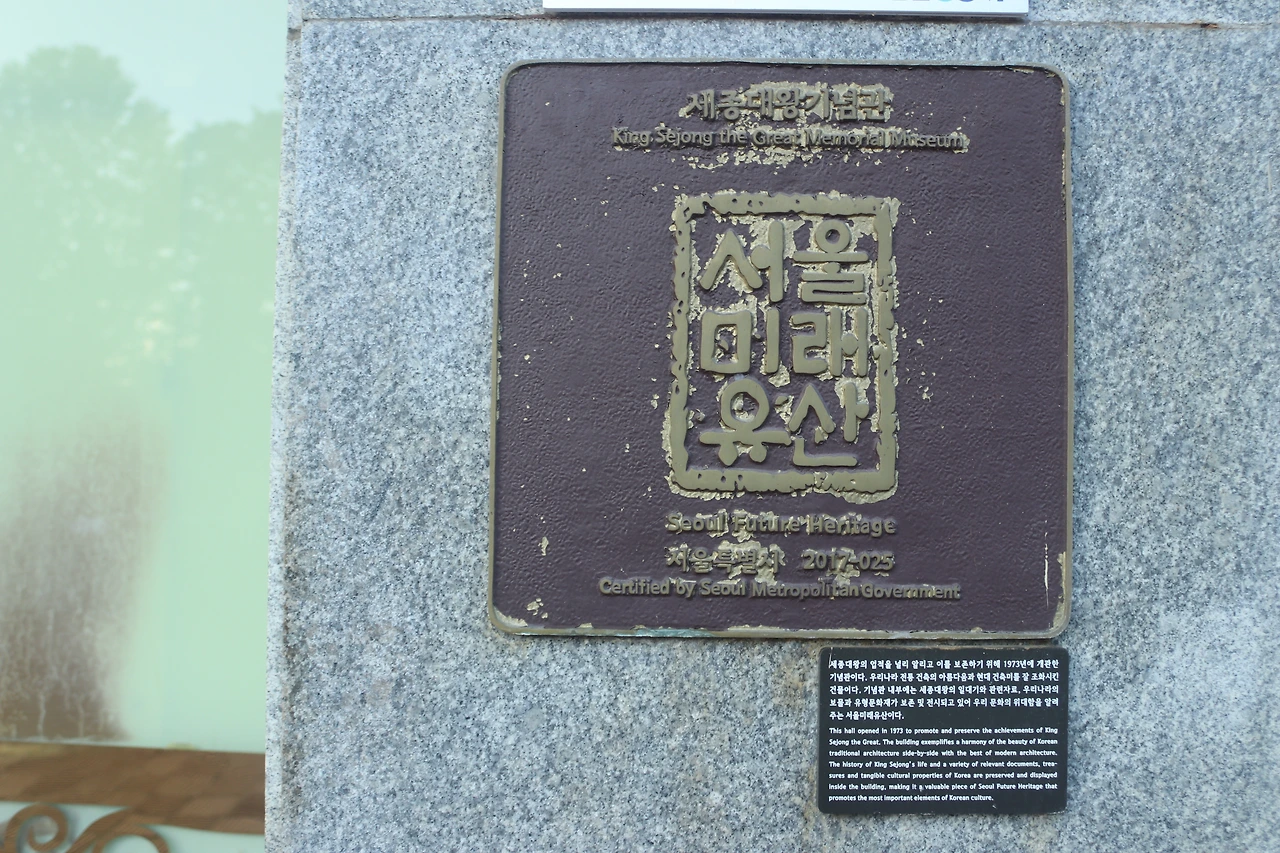 세종대왕기념관
King Sejong the Great Memorial Museum
서울
미래
유산
Seoul Future Heritage
서울특별시 2017-025
Certified by Seoul Metropolitan Government
세종대왕의 업적을 널리 알리고 이를 보존하기 위해 1973년에 개관한
기념관이다. 우리나라 전통 건축의 아름다움과 현대 건축미를 잘 조화시킨
건물이다. 기념관 내부에는 세종대왕의 일대기와 관련자료, 우리나라의
보물과 유형문화재가 보존 및 전시되고 있어 우리 문화의 위대함을 알려
주는 서울미래유산이다.
This hall opened in 1973 to promote and preserve the achievements of King
Sejong the Great. The building exemplifies a harmony of the beauty of Korean
traditional architecture side-by-side with the best of modern architecture.
The history of King Sejong's life and a variety of relevant documents, trea-
sures and tangible cultural properties of Korea are preserved and displayed
inside the building, making it a valuable piece of Seoul Future Heritage that
promotes the most important elements of Korean culture.